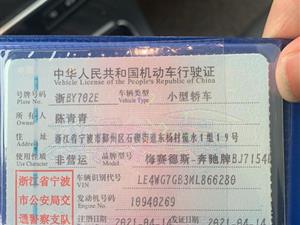 中华人民共和国机动车行驶证
Vehicle License of the People's Republic of China
号牌号码 浙BY702E 车辆类型 小型轿车
Plate No. Vehicle Type
所有人 陈青青
Owner
住址 浙江省宁波市鄞州区石碶街道东杨村
1组19号
使用性质 非营运 品牌型号 梅赛德斯-奔驰牌BJ7154
Use Character
浙江省宁波
市公安局交
通警察支队
车辆识别代号 LE4WG7GB3ML866280
VIN
发动机号码 10940269
Engine No.
注册日期 2021-04-14 2021-04-14